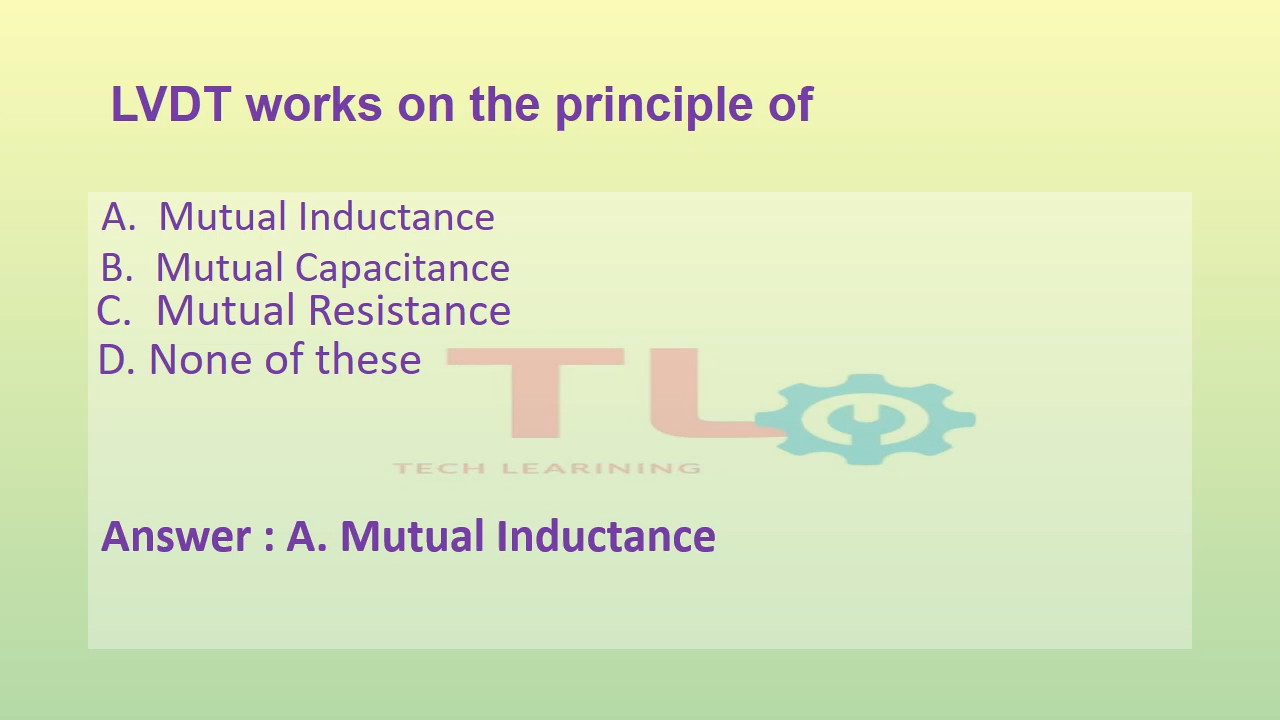 LVDT works on the principle of
A. Mutual Inductance
B. Mutual Capacitance
C. Mutual Resistance
D. None of these
TL
TECH LEARINING
Answer : A. Mutual Inductance